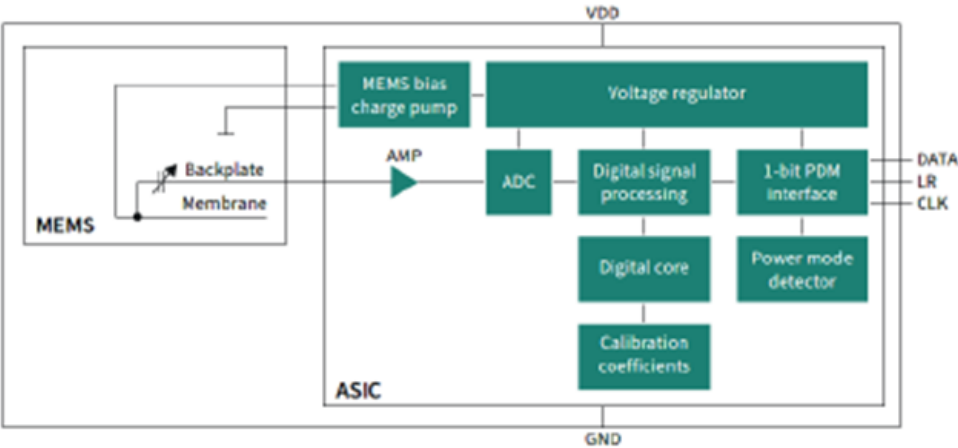 VDD
MEMS bias
charge pump
Voltage regulator
AMP
Backplate
Membrane
MEMS
ADC
Digital signal
processing
1-bit PDM
interface
DATA
LR
CLK
Digital core
Power mode
detector
Calibration
coefficients
ASIC
GND